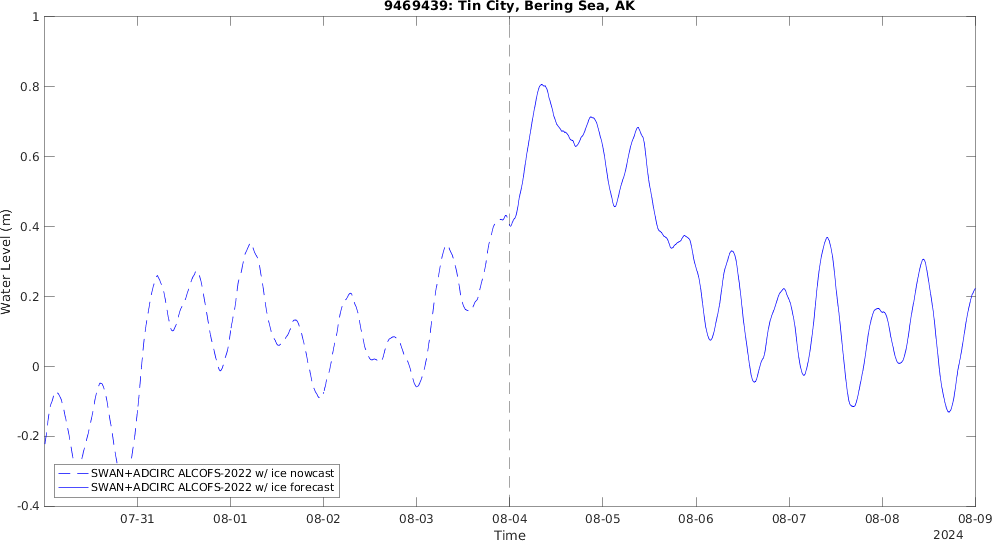 9469439: Tin City, Bering Sea, AK
1
0.8
0.6
0.4
0.2
0
-0.2
-0.4
Water Level (m)
SWAN+ADCIRC ALCOFS-2022 w/ ice nowcast
SWAN+ADCIRC ALCOFS-2022 w/ ice forecast
07-31 08-01 08-02 08-03 08-04 08-05 08-06 08-07 08-08 08-09
Time
2024